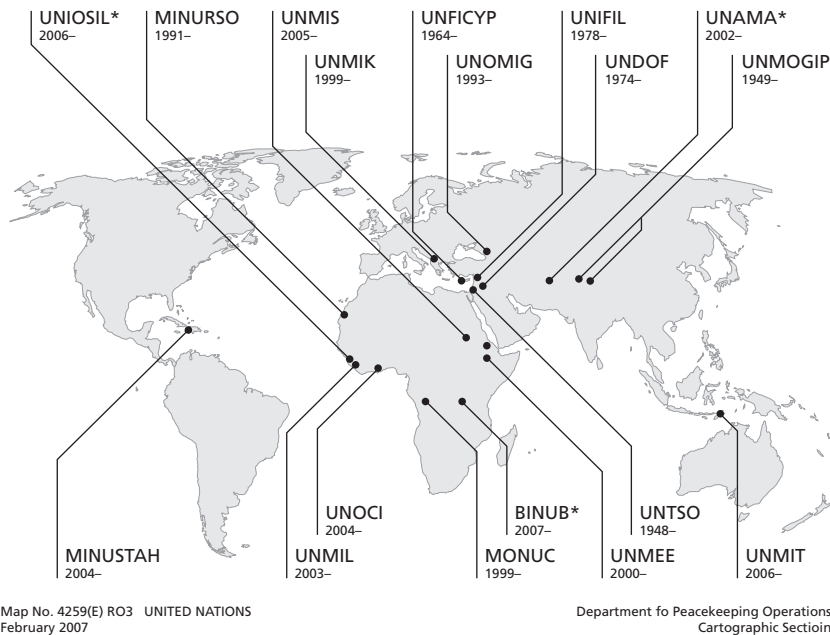 UNIOSIL*
2006–
MINURSO
1991–
UNMIS
2005–
UNFICYP
1964–
UNIFIL
1978–
UNAMA*
2002–
UNMIK
1999–
UNOMIG
1993–
UNDOF
1974–
UNMOGIP
1949–
UNOCI
2004–
BINUB*
2007–
UNTSO
1948–
MINUSTAH
2004–
UNMIL
2003–
MONUC
1999–
UNMEE
2000–
UNMIT
2006–
Map No. 4259(E) RO3 UNITED NATIONS
February 2007
Department fo Peacekeeping Operations
Cartographic Sectioin